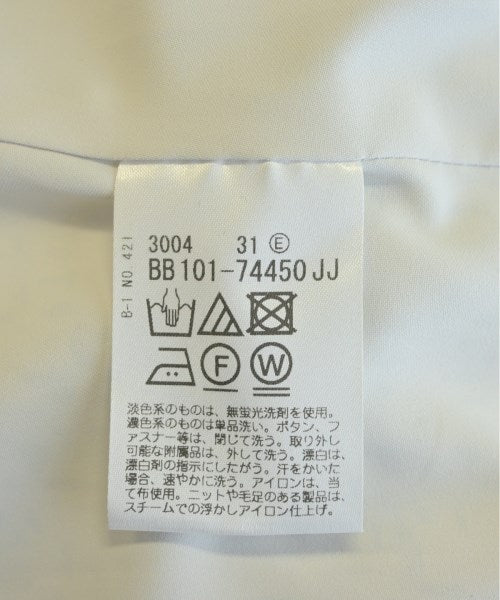 B-1 NO 421
3004 31 Ⓔ
BB101-74450JJ
F W
淡色系のものは、無蛍光洗剤を使用。
濃色系のものは単品洗い。ボタン、フ
ァスナー等は、閉じて洗う。取り外し
可能な附属品は、外して洗う。漂白は、
漂白剤の指示にしたがう。汗をかいた
場合、速やかに洗う。アイロンは、当
て布使用。ニットや毛足のある製品は、
スチームでの浮かしアイロン仕上げ。